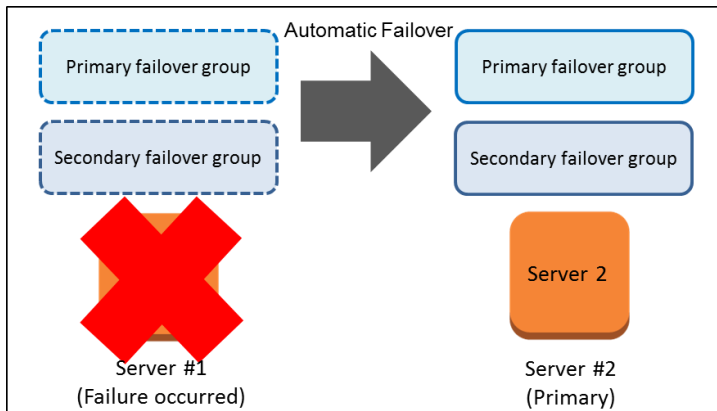 Automatic Failover
Primary failover group
Secondary failover group
Server #1
(Failure occurred)
Primary failover group
Secondary failover group
Server 2
Server #2
(Primary)